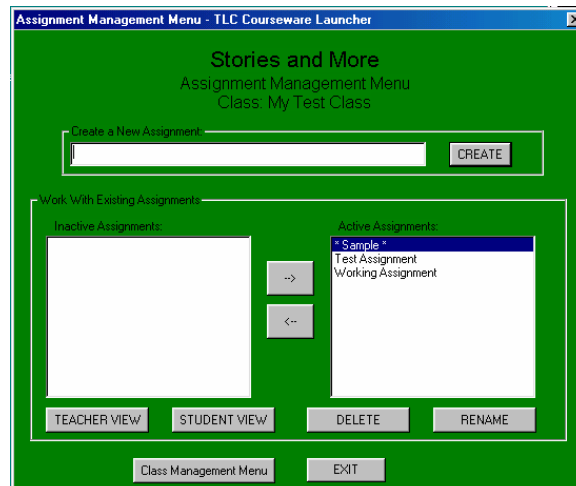 Assignment Management Menu - TLC Courseware Launcher
Stories and More
Assignment Management Menu
Class: My Test Class
Create a New Assignment:
CREATE
Work With Existing Assignments
Inactive Assignments:
Active Assignments:
* Sample *
Test Assignment
Working Assignment
-->
<--
TEACHER VIEW
STUDENT VIEW
DELETE
RENAME
Class Management Menu
EXIT